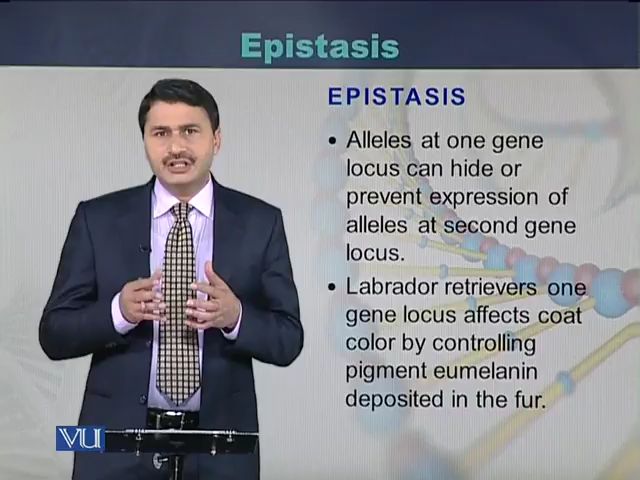 Epistasis
EPISTASIS
• Alleles at one gene
locus can hide or
prevent expression of
alleles at second gene
locus.
• Labrador retrievers one
gene locus affects coat
color by controlling
pigment eumelanin
deposited in the fur.
VU